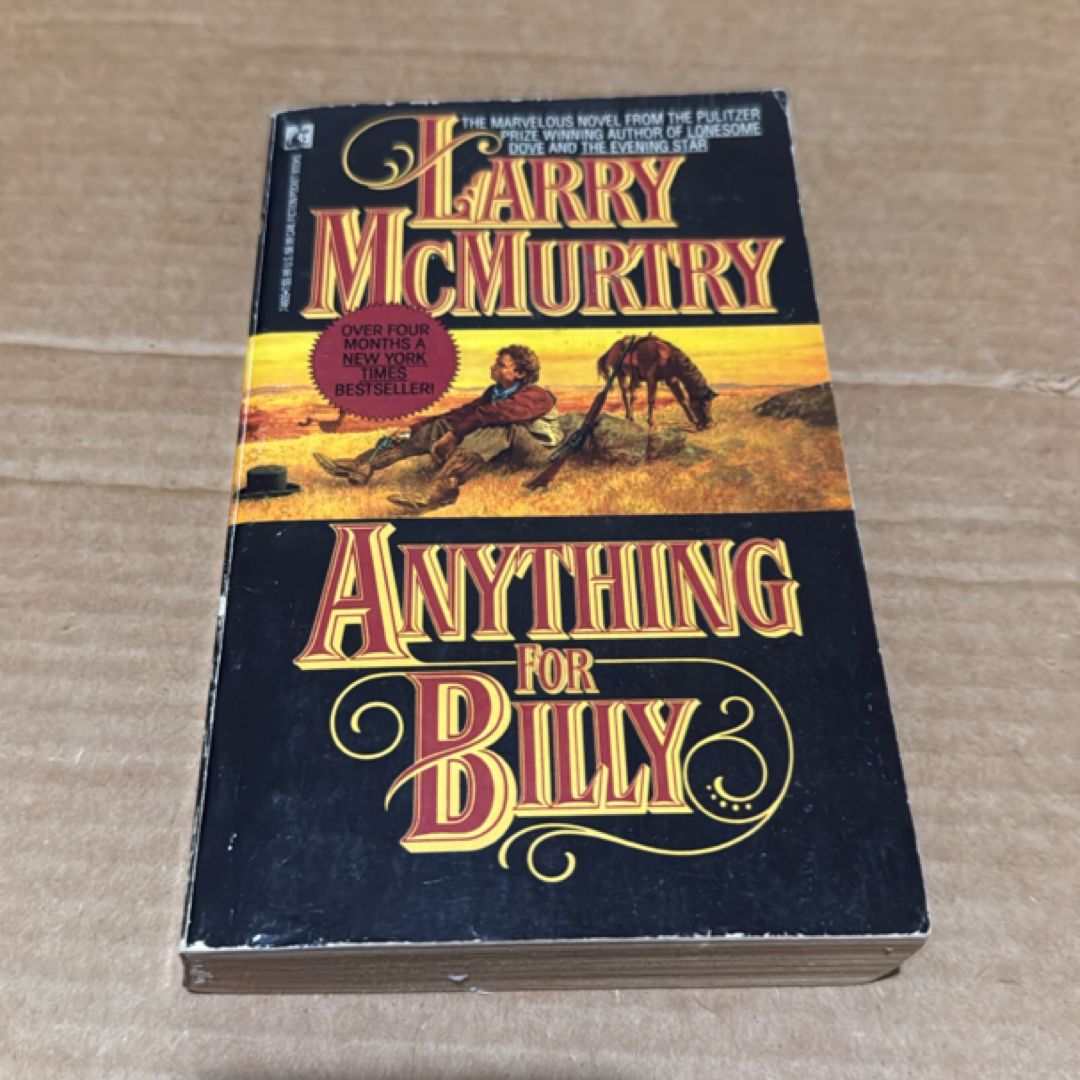 THE MARVELOUS NOVEL FROM THE PULITZER
PRIZE WINNING AUTHOR OF LONESOME
DOVE AND THE EVENING STAR
LARRY
MCMURTRY
OVER FOUR
MONTHS A
NEW YORK
TIMES
BESTSELLER!
ANYTHING
FOR
BILLY